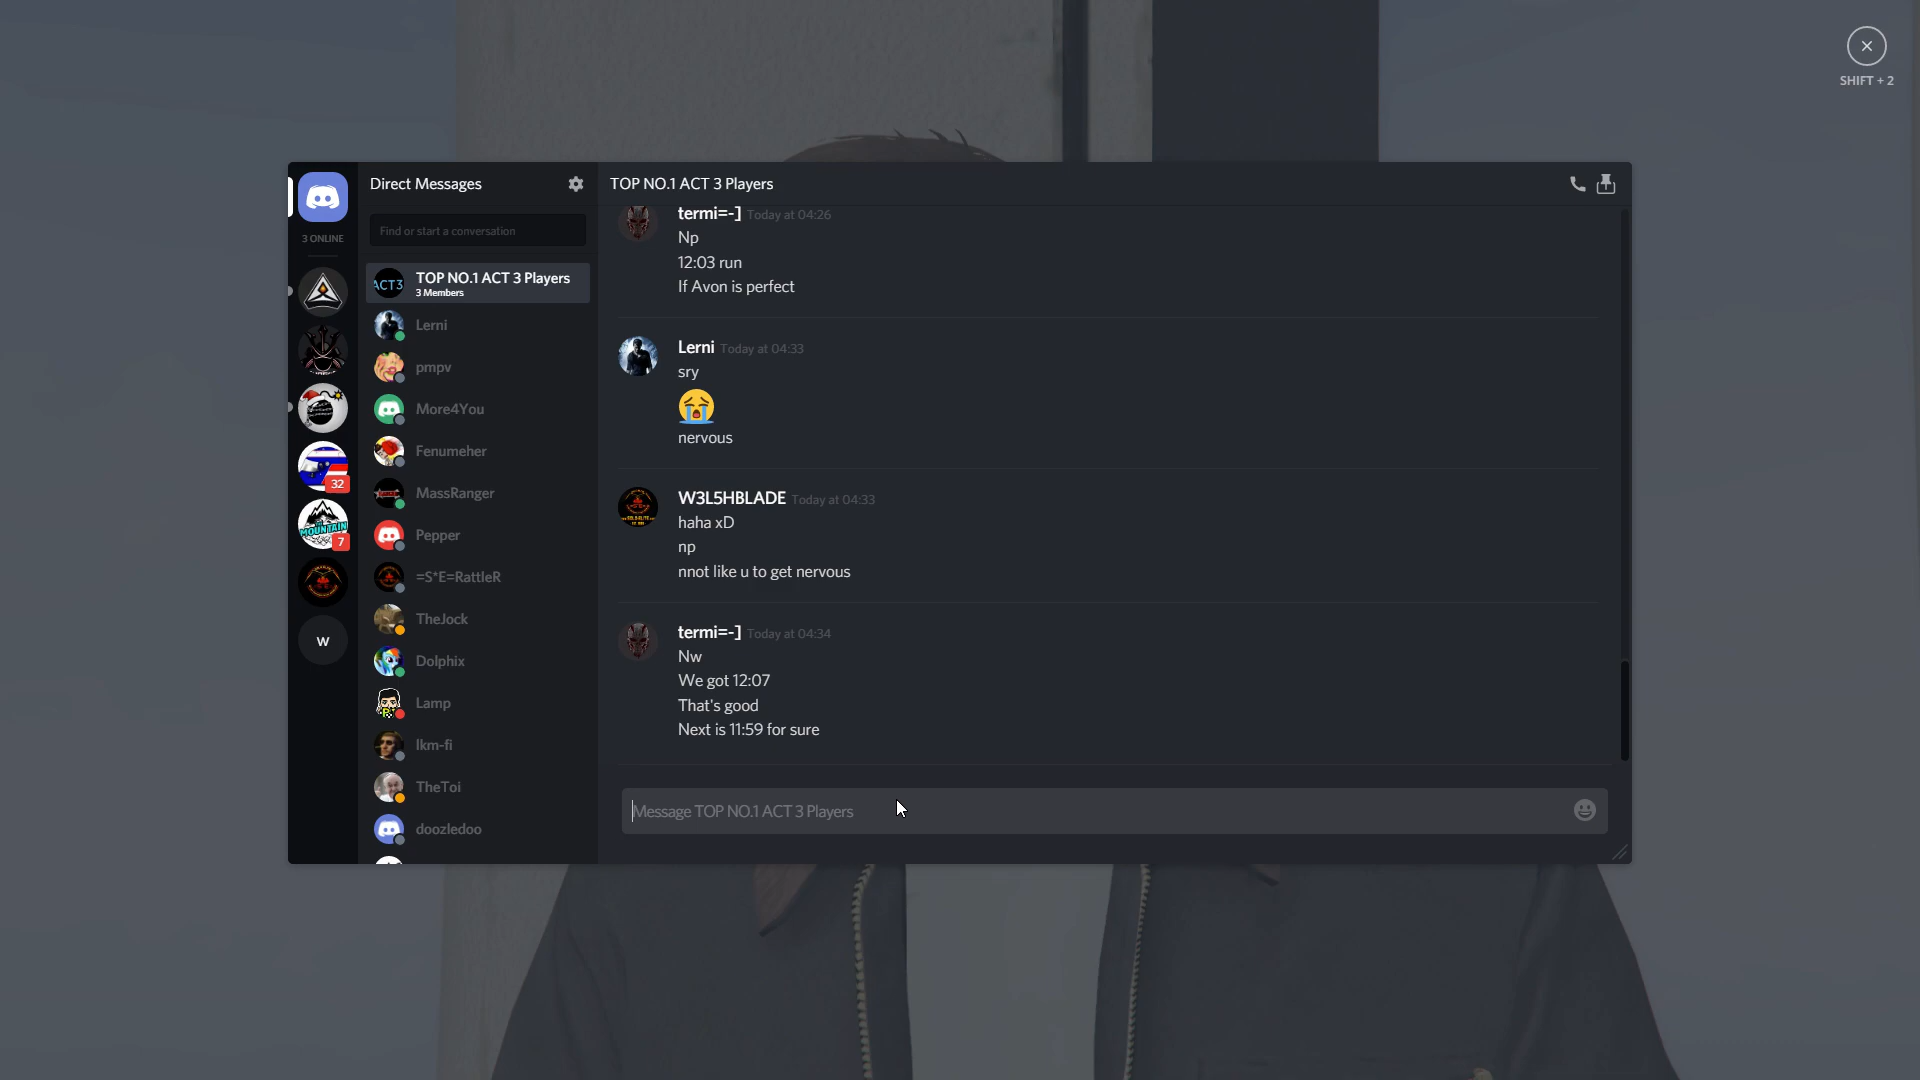 SHIFT + 2
Direct Messages
3 ONLINE
Find or start a conversation
ACT3
TOP NO.1 ACT 3 Players
3 Members
Lerni
pmpv
More4You
Fenumeher
MassRanger
32
MOUNTAIN
7
Pepper
=S*E=RattleR
TheJock
W
Dolphix
Lamp
lkm-fi
TheToi
doozledoo
TOP NO.1 ACT 3 Players
termi=-] Today at 04:26
Np
12:03 run
If Avon is perfect
Lerni Today at 04:33
sry
nervous
W3L5HBLADE Today at 04:33
haha xD
np
nnot like u to get nervous
termi=-] Today at 04:34
Nw
We got 12:07
That's good
Next is 11:59 for sure
Message TOP NO.1 ACT 3 Players